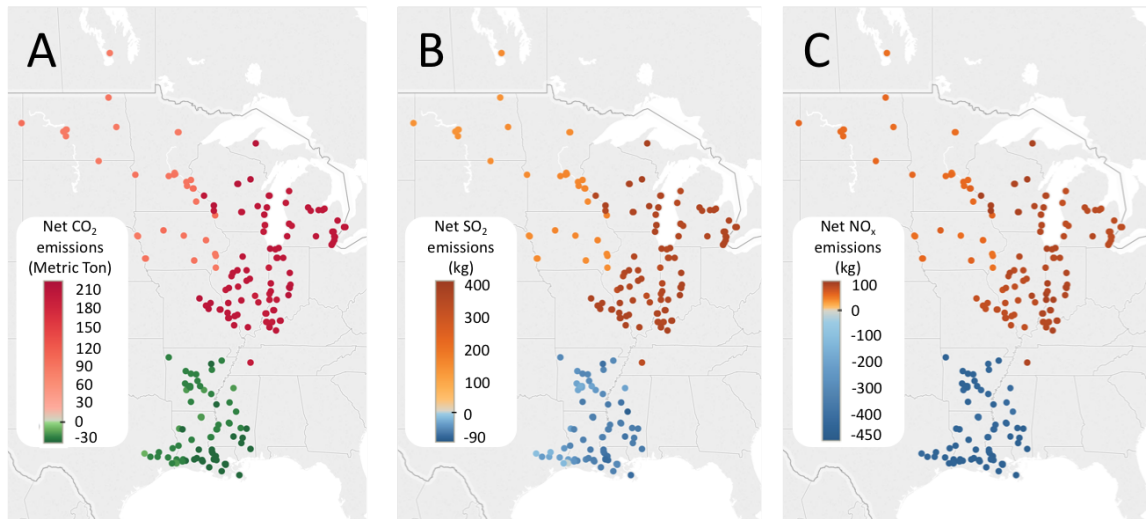 A
Net CO₂
emissions
(Metric Ton)
210
180
150
120
90
60
30
0
-30
B
Net SO₂
emissions
(kg)
400
300
200
100
0
-90
C
Net NOₓ
emissions
(kg)
100
0
-100
-200
-300
-400
-450